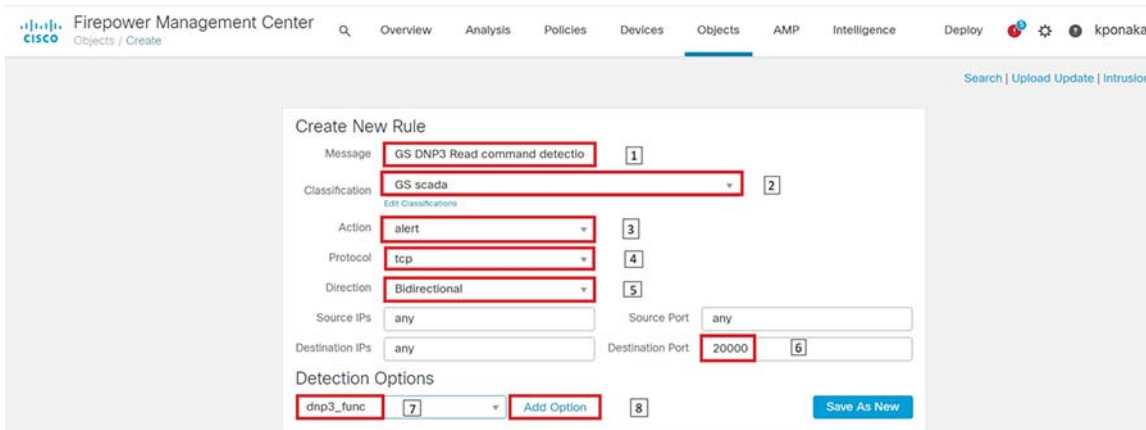 cisco
Firepower Management Center
Objects / Create
Overview Analysis Policies Devices Objects AMP Intelligence Deploy 5 kponaka
Search | Upload Update | Intrusion
Create New Rule
Message GS DNP3 Read command detectio 1
Classification GS scada 2
Edit Classifications
Action alert 3
Protocol tcp 4
Direction Bidirectional 5
Source IPs any Source Port any
Destination IPs any Destination Port 20000 6
Detection Options
dnp3_func 7 Add Option 8 Save As New